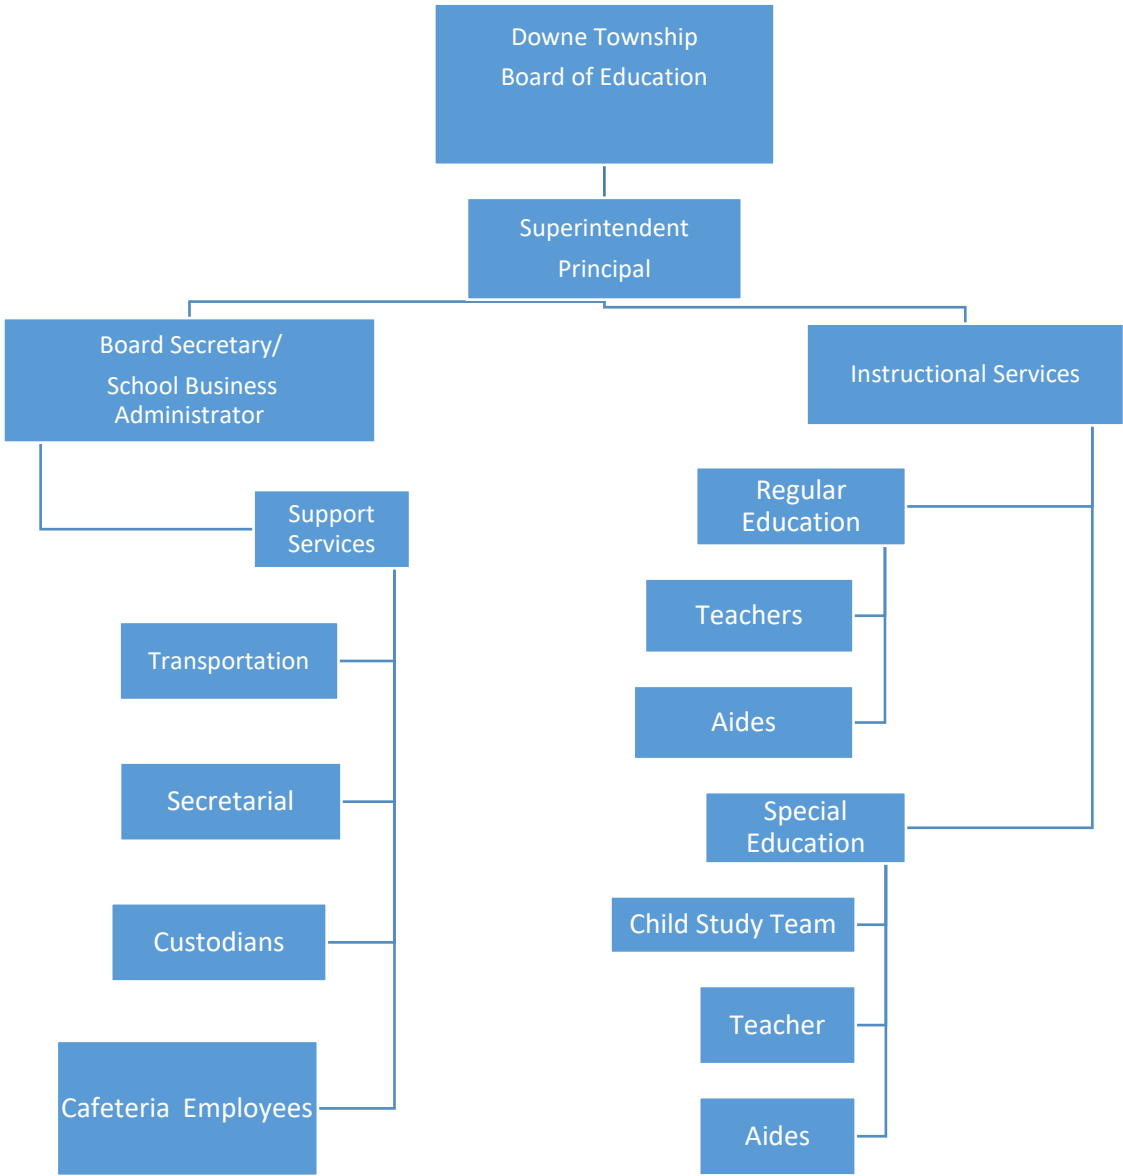 Downe Township
Board of Education
Superintendent
Principal
Board Secretary/
School Business
Administrator
Support
Services
Transportation
Secretarial
Custodians
Cafeteria  Employees
Instructional Services
Regular
Education
Teachers
Aides
Special
Education
Child Study Team
Teacher
Aides